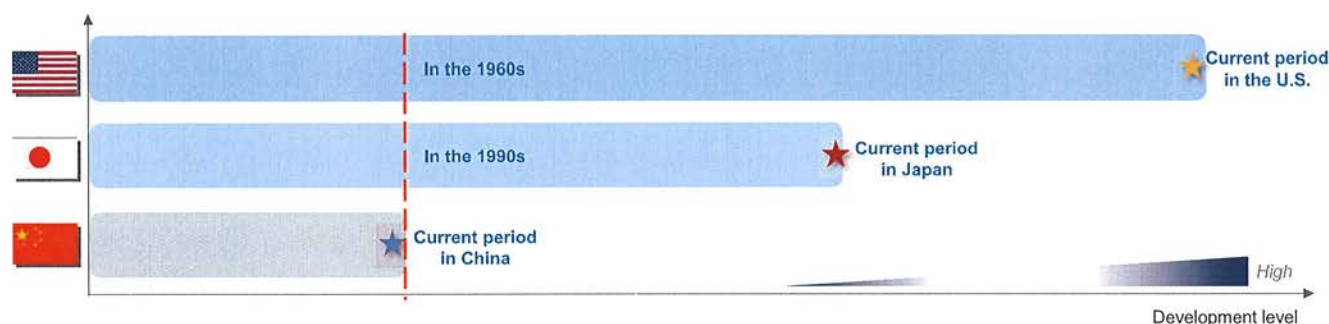 In the 1960s
Current period
in the U.S.
In the 1990s
Current period
in Japan
Current period
in China
High
Development level